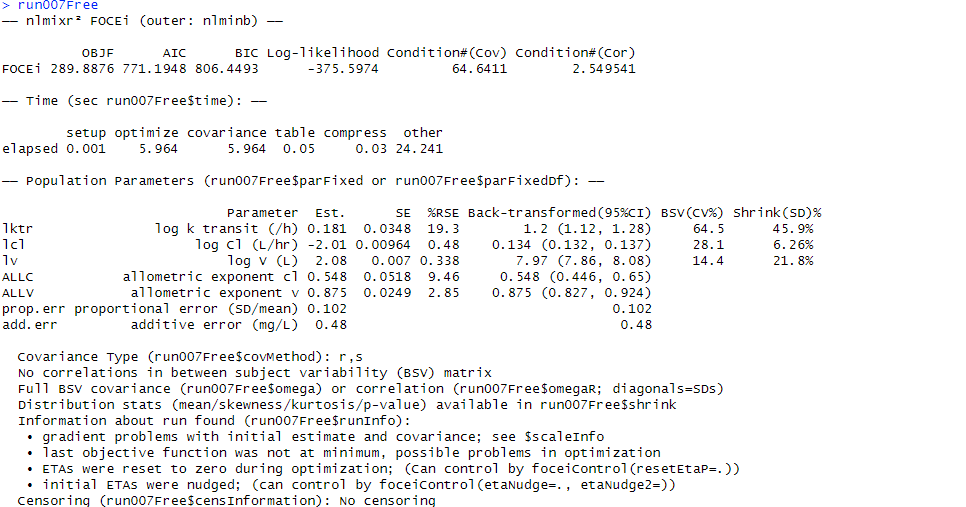 > run007Free
── nlmixr² FOCEi (outer: nlminb) ──
OBJF AIC BIC Log-likelihood Condition#(Cov) Condition#(Cor)
FOCEi 289.8876 771.1948 806.4493 -375.5974 64.6411 2.549541
── Time (sec run007Free$time): ──
setup optimize covariance table compress other
elapsed 0.001 5.964 5.964 0.05 0.03 24.241
── Population Parameters (run007Free$parFixed or run007Free$parFixedDf): ──
Parameter Est. SE %RSE Back-transformed(95%CI) BSV(CV%) Shrink(SD)%
lktr log k transit (/h) 0.181 0.0348 19.3 1.2 (1.12, 1.28) 64.5 45.9%
lcl log Cl (L/hr) -2.01 0.00964 0.48 0.134 (0.132, 0.137) 28.1 6.26%
lv log V (L) 2.08 0.007 0.338 7.97 (7.86, 8.08) 14.4 21.8%
ALLC allometric exponent cl 0.548 0.0518 9.46 0.548 (0.446, 0.65)
ALLV allometric exponent v 0.875 0.0249 2.85 0.875 (0.827, 0.924)
prop.err proportional error (SD/mean) 0.102 0.102
add.err additive error (mg/L) 0.48 0.48
Covariance Type (run007Free$covMethod): r,s
No correlations in between subject variability (BSV) matrix
Full BSV covariance (run007Free$omega) or correlation (run007Free$omegaR; diagonals=SDs)
Distribution stats (mean/skewness/kurtosis/p-value) available in run007Free$shrink
Information about run found (run007Free$runInfo):
• gradient problems with initial estimate and covariance; see $scaleInfo
• last objective function was not at minimum, possible problems in optimization
• ETAs were reset to zero during optimization; (Can control by foceiControl(resetEtaP=.))
• initial ETAs were nudged; (can control by foceiControl(etaNudge=., etaNudge2=))
Censoring (run007Free$censInformation): No censoring